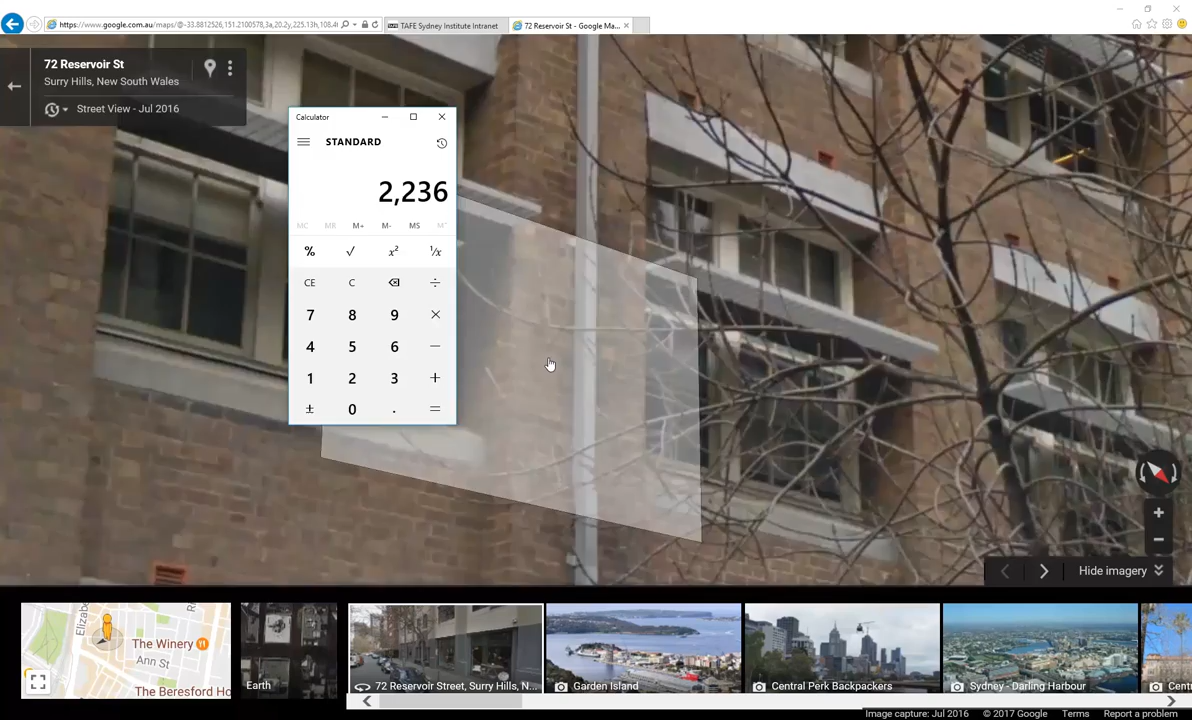 https://www.google.com.au/maps/@-33.8812526,151.2100578,3a,20.2y,225.13h,108.4
TAFE Sydney Institute Intranet
72 Reservoir St - Google Ma...
72 Reservoir St
Surry Hills, New South Wales
Street View - Jul 2016
Calculator
STANDARD
2,236
MC MR M+ M- MS M˅
% √ x² ¹/x
CE C ÷
7 8 9 ×
4 5 6 −
1 2 3 +
± 0 . =
Hide imagery
Elizab
The Winery
Ann St
The Beresford Ho
Earth
72 Reservoir Street, Surry Hills, N...
Garden Island
Central Perk Backpackers
Sydney - Darling Harbour
Cent
Image capture: Jul 2016 © 2017 Google Terms Report a problem